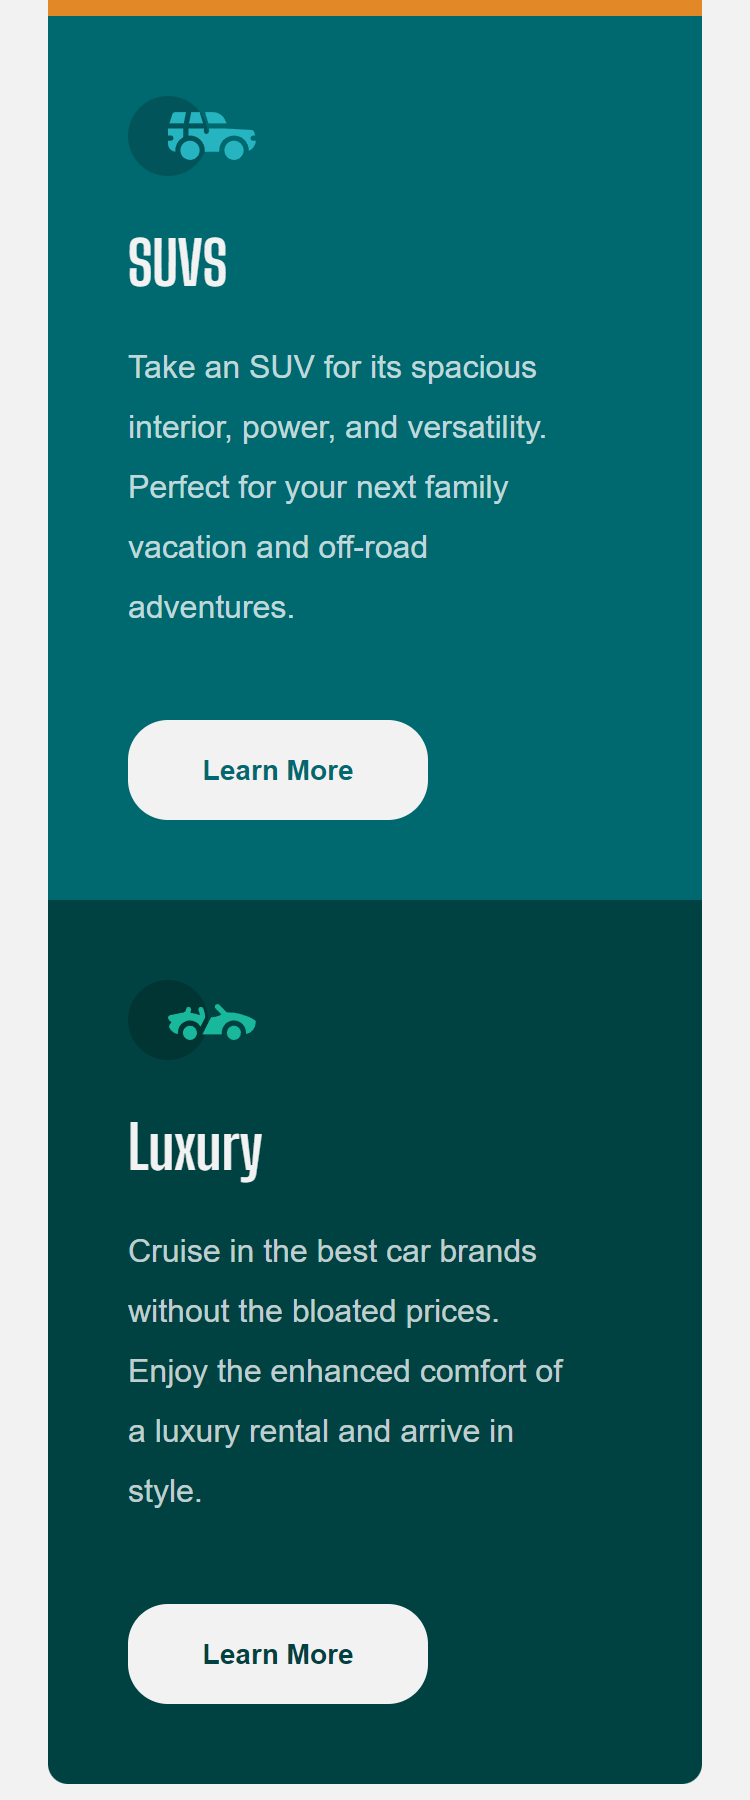 SUVS
Take an SUV for its spacious
interior, power, and versatility.
Perfect for your next family
vacation and off-road
adventures.
Learn More
Luxury
Cruise in the best car brands
without the bloated prices.
Enjoy the enhanced comfort of
a luxury rental and arrive in
style.
Learn More